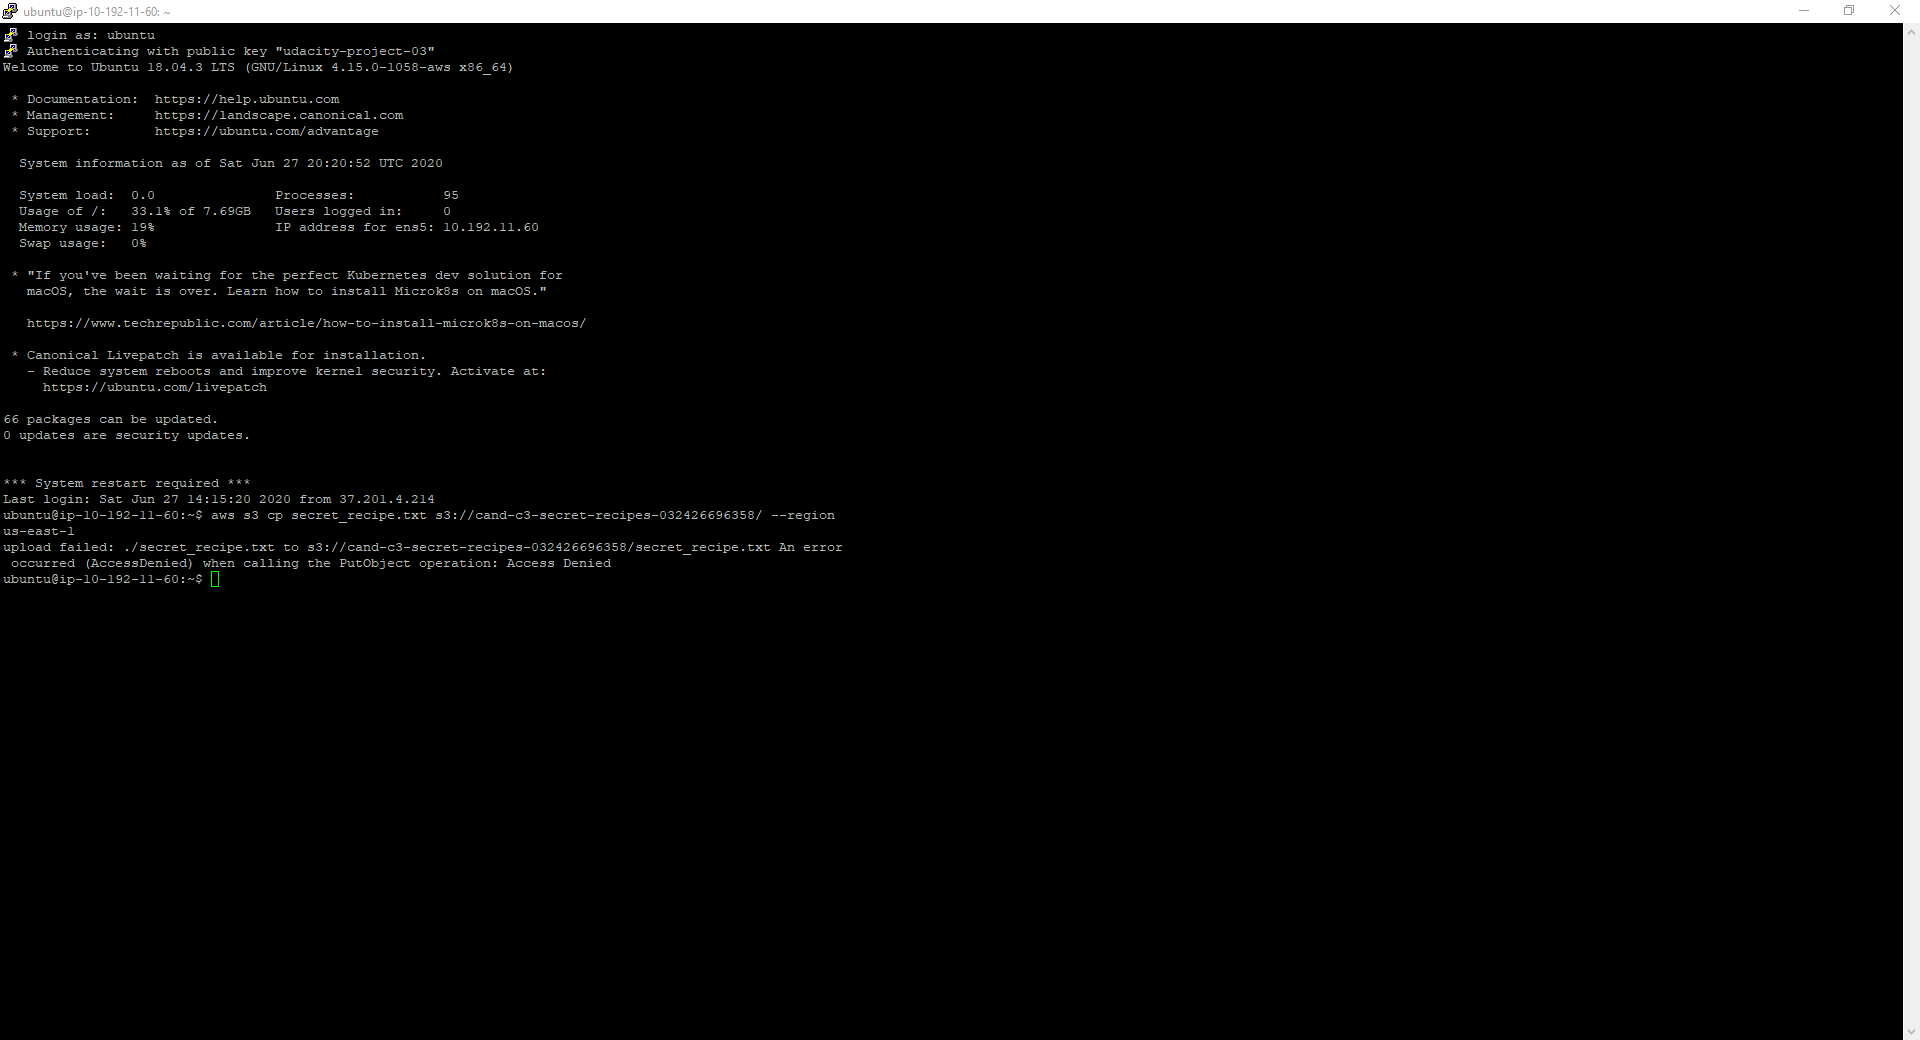 ubuntu@ip-10-192-11-60: ~
login as: ubuntu
Authenticating with public key "udacity-project-03"
Welcome to Ubuntu 18.04.3 LTS (GNU/Linux 4.15.0-1058-aws x86_64)
* Documentation:  https://help.ubuntu.com
* Management:     https://landscape.canonical.com
* Support:        https://ubuntu.com/advantage
System information as of Sat Jun 27 20:20:52 UTC 2020
System load:  0.0               Processes:           95
Usage of /:   33.1% of 7.69GB   Users logged in:     0
Memory usage: 19%               IP address for ens5: 10.192.11.60
Swap usage:   0%
* "If you've been waiting for the perfect Kubernetes dev solution for
macOS, the wait is over. Learn how to install Microk8s on macOS."
https://www.techrepublic.com/article/how-to-install-microk8s-on-macos/
* Canonical Livepatch is available for installation.
- Reduce system reboots and improve kernel security. Activate at:
https://ubuntu.com/livepatch
66 packages can be updated.
0 updates are security updates.
*** System restart required ***
Last login: Sat Jun 27 14:15:20 2020 from 37.201.4.214
ubuntu@ip-10-192-11-60:~$ aws s3 cp secret_recipe.txt s3://cand-c3-secret-recipes-032426696358/ --region
us-east-1
upload failed: ./secret_recipe.txt to s3://cand-c3-secret-recipes-032426696358/secret_recipe.txt An error
occurred (AccessDenied) when calling the PutObject operation: Access Denied
ubuntu@ip-10-192-11-60:~$